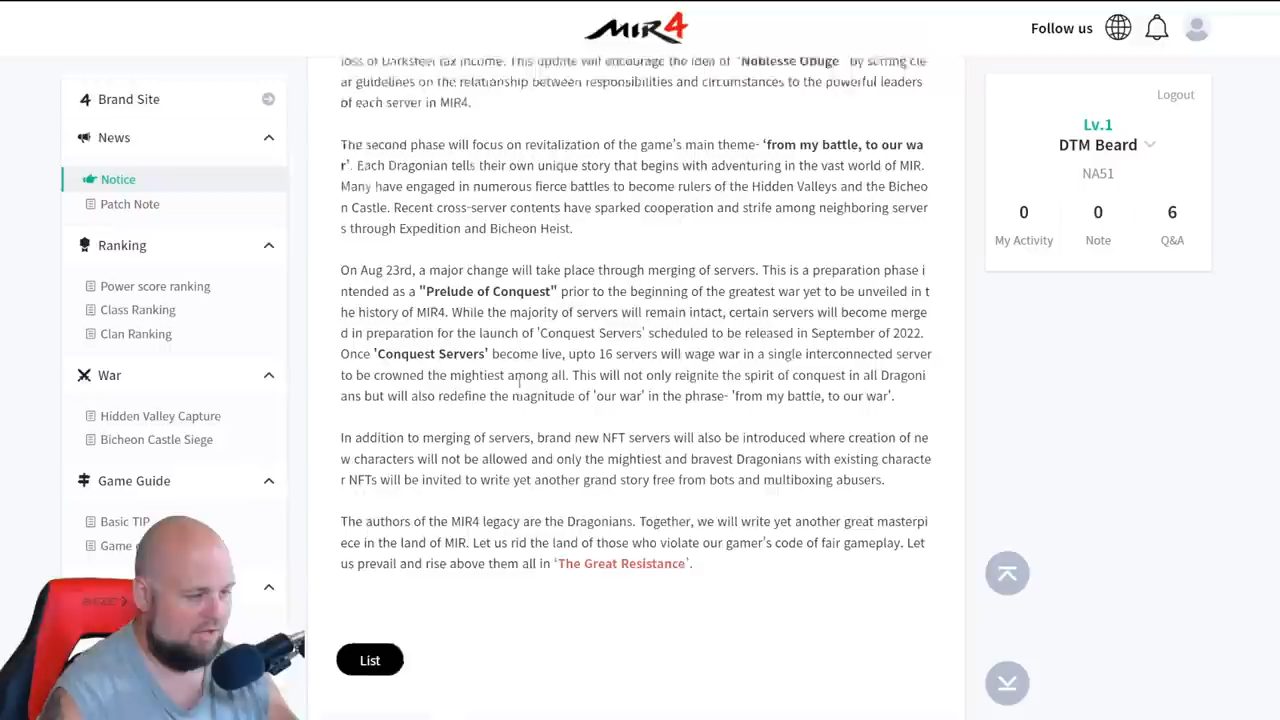 MIR4
Follow us
4 Brand Site
News
Notice
Patch Note
Ranking
Power score ranking
Class Ranking
Clan Ranking
War
Hidden Valley Capture
Bicheon Castle Siege
Game Guide
Basic TIP
Game
loss of Darksteel tax income. This update will encourage the idea of 'Noblesse Oblige' by setting cle
ar guidelines on the relationship between responsibilities and circumstances to the powerful leaders
of each server in MIR4.
The second phase will focus on revitalization of the game's main theme- 'from my battle, to our wa
r'. Each Dragonian tells their own unique story that begins with adventuring in the vast world of MIR.
Many have engaged in numerous fierce battles to become rulers of the Hidden Valleys and the Bicheo
n Castle. Recent cross-server contents have sparked cooperation and strife among neighboring server
s through Expedition and Bicheon Heist.
On Aug 23rd, a major change will take place through merging of servers. This is a preparation phase i
ntended as a "Prelude of Conquest" prior to the beginning of the greatest war yet to be unveiled in t
he history of MIR4. While the majority of servers will remain intact, certain servers will become merge
d in preparation for the launch of 'Conquest Servers' scheduled to be released in September of 2022.
Once 'Conquest Servers' become live, upto 16 servers will wage war in a single interconnected server
to be crowned the mightiest among all. This will not only reignite the spirit of conquest in all Dragoni
ans but will also redefine the magnitude of 'our war' in the phrase- 'from my battle, to our war'.
In addition to merging of servers, brand new NFT servers will also be introduced where creation of ne
w characters will not be allowed and only the mightiest and bravest Dragonians with existing characte
r NFTs will be invited to write yet another grand story free from bots and multiboxing abusers.
The authors of the MIR4 legacy are the Dragonians. Together, we will write yet another great masterpi
ece in the land of MIR. Let us rid the land of those who violate our gamer's code of fair gameplay. Let
us prevail and rise above them all in 'The Great Resistance'.
List
Logout
Lv.1
DTM Beard
NA51
0 0 6
My Activity Note Q&A